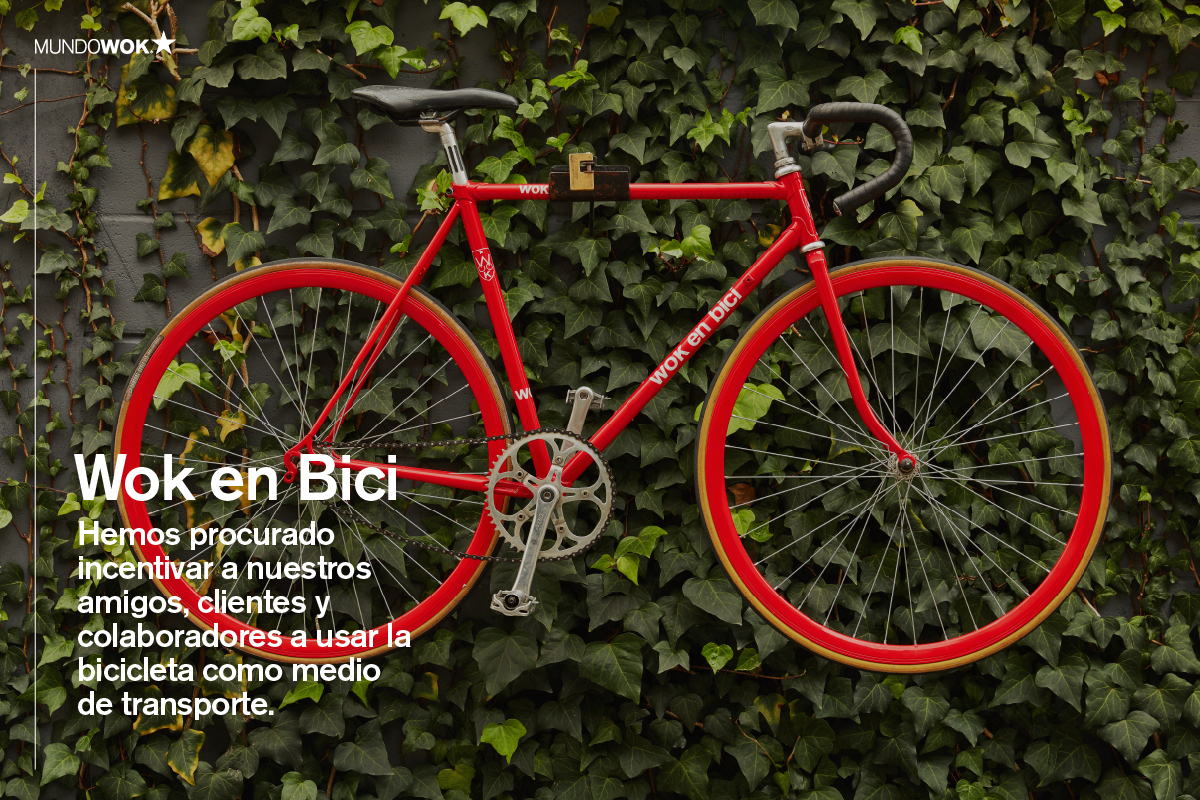 MUNDOWOK.
WOK
W
K
W
wok en bici
Wok en Bici
Hemos procurado
incentivar a nuestros
amigos, clientes y
colaboradores a usar la
bicicleta como medio
de transporte.